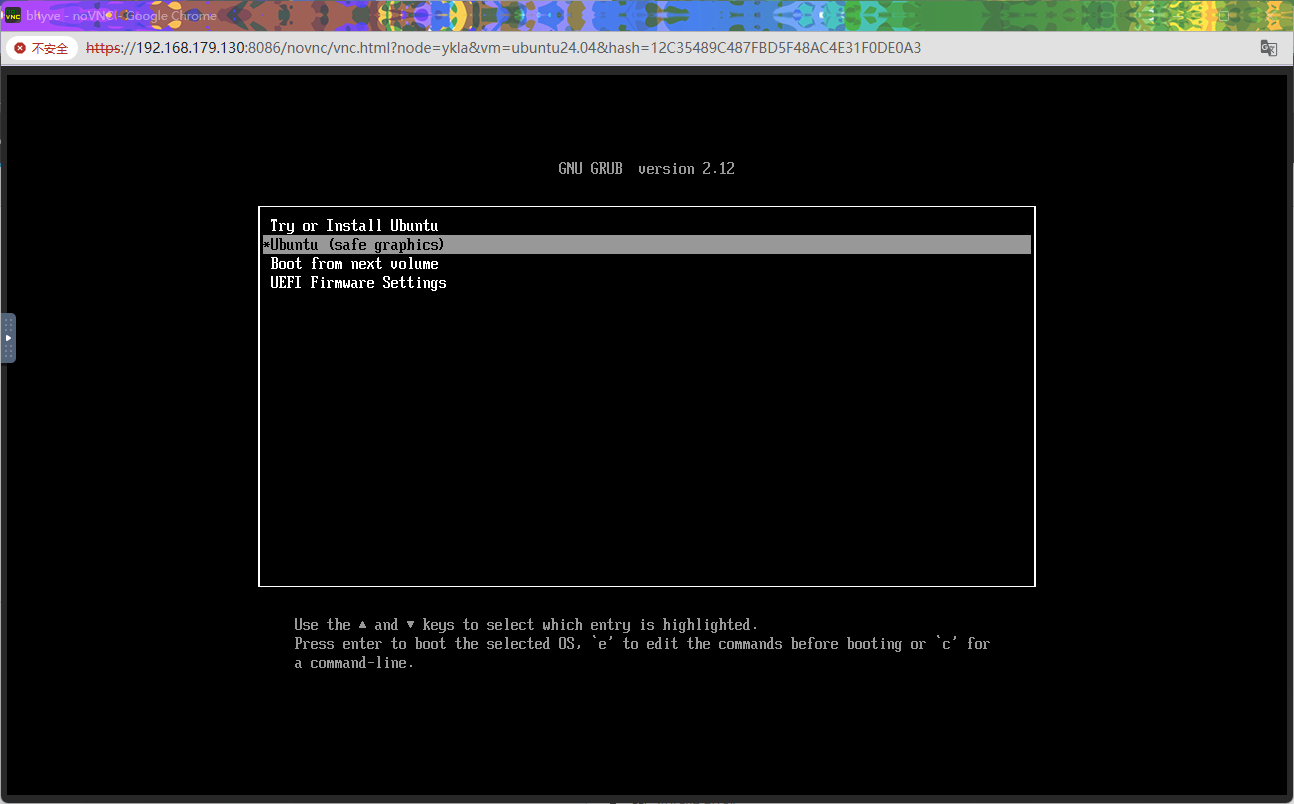 bhyve - noVNC - Google Chrome
不安全 https://192.168.179.130:8086/novnc/vnc.html?node=ykla&vm=ubuntu24.04&hash=12C35489C487FBD5F48AC4E31F0DE0A3
GNU GRUB  version 2.12
Try or Install Ubuntu
*Ubuntu (safe graphics)
Boot from next volume
UEFI Firmware Settings
Use the ▲ and ▼ keys to select which entry is highlighted.
Press enter to boot the selected OS, `e' to edit the commands before booting or `c' for
a command-line.